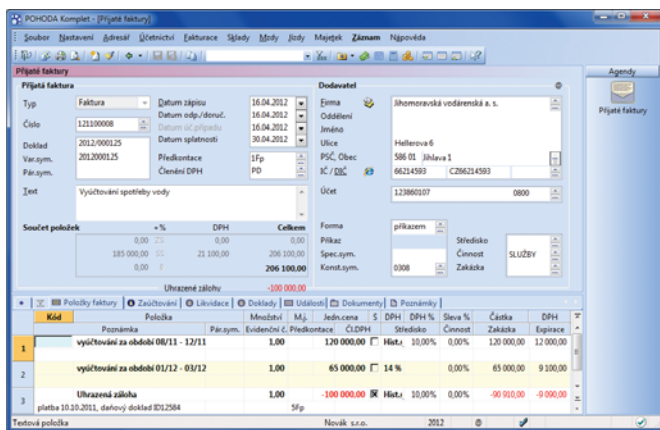 POHODA Komplet - [Přijaté faktury]
Soubor Nastavení Adresář Účetnictví Fakturace Sklady Mzdy Jízdy Majetek Záznam Nápověda
Přijaté faktury
Agendy
Přijatá faktura
Dodavatel
Přijaté faktury
Typ Faktura
Číslo 121100008
Doklad 2012/000125
Var.sym. 2012000125
Pár.sym.
Datum zápisu 16.04.2012
Datum odp./doruč. 16.04.2012
Datum úč.případu 16.04.2012
Datum splatnosti 30.04.2012
Předkontace 1Fp
Členění DPH PD
Text Vyúčtování spotřeby vody
Firma Jihomoravská vodárenská a. s.
Oddělení
Jméno
Ulice Hellerova 6
PSČ, Obec 586 01 Jihlava 1
IČ / DIČ 66214593 CZ66214593
Účet 123860107 0800
Součet položek +% DPH Celkem
0,00 0,00 0,00
185 000,00 21 100,00 206 100,00
0,00 206 100,00
Uhrazené zálohy -100 000,00
Forma příkazem
Příkaz Středisko
Spec.sym. Činnost SLUŽBY
Konst.sym. 0308 Zakázka
Položky faktury Zaúčtování Likvidace Doklady Události Dokumenty Poznámky
Kód Položka Množství M.j. Jedn.cena S DPH DPH % Sleva % Částka DPH
Poznámka Pár.sym. Evidenční č. Předkontace Čl.DPH Středisko Činnost Zakázka Expirace
1 vyúčtování za období 08/11 - 12/11 1,00 120 000,00 Hist. 10,00% 0,00% 120 000,00 12 000,00
2 vyúčtování za období 01/12 - 03/12 1,00 65 000,00 14 % 0,00% 65 000,00 9 100,00
3 Uhrazená záloha 1,00 -100 000,00 Hist. 10,00% 0,00% -90 910,00 -9 090,00
platba 10.10.2011, daňový doklad ID12584 5Fp
Textová položka Novák s.r.o. 2012 @